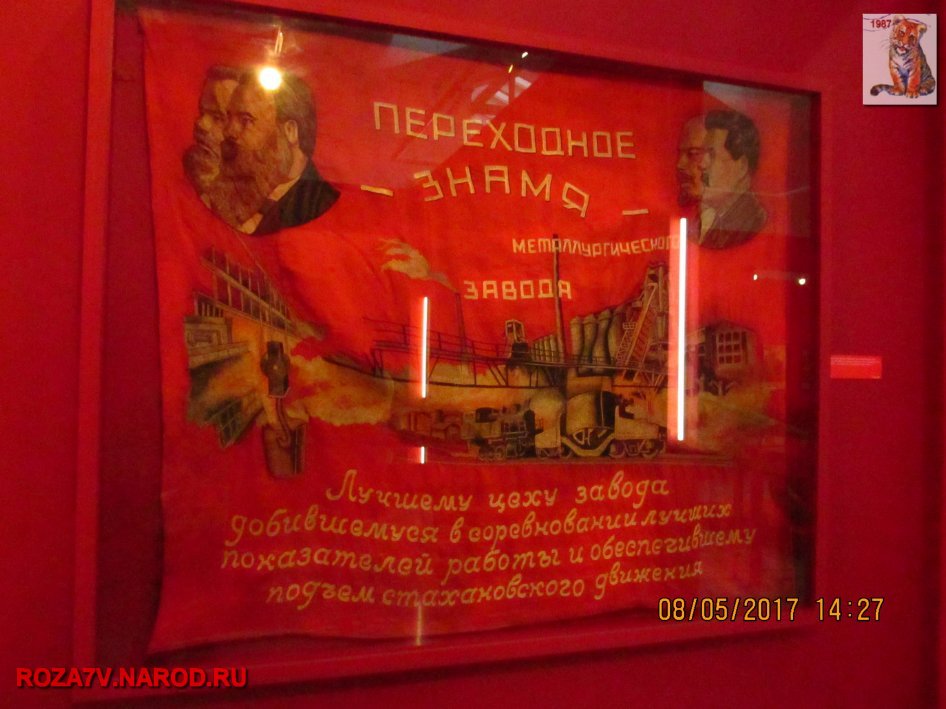 1987
ПЕРЕХОДНОЕ
— ЗНАМЯ —
МЕТАЛЛУРГИЧЕСКОГО
ЗАВОДА
Лучшему цеху завода
добившемуся в соревновании лучших
показателей работы и обеспечившему
подъем стахановского движения
08/05/2017 14:27
ROZA7V.NAROD.RU